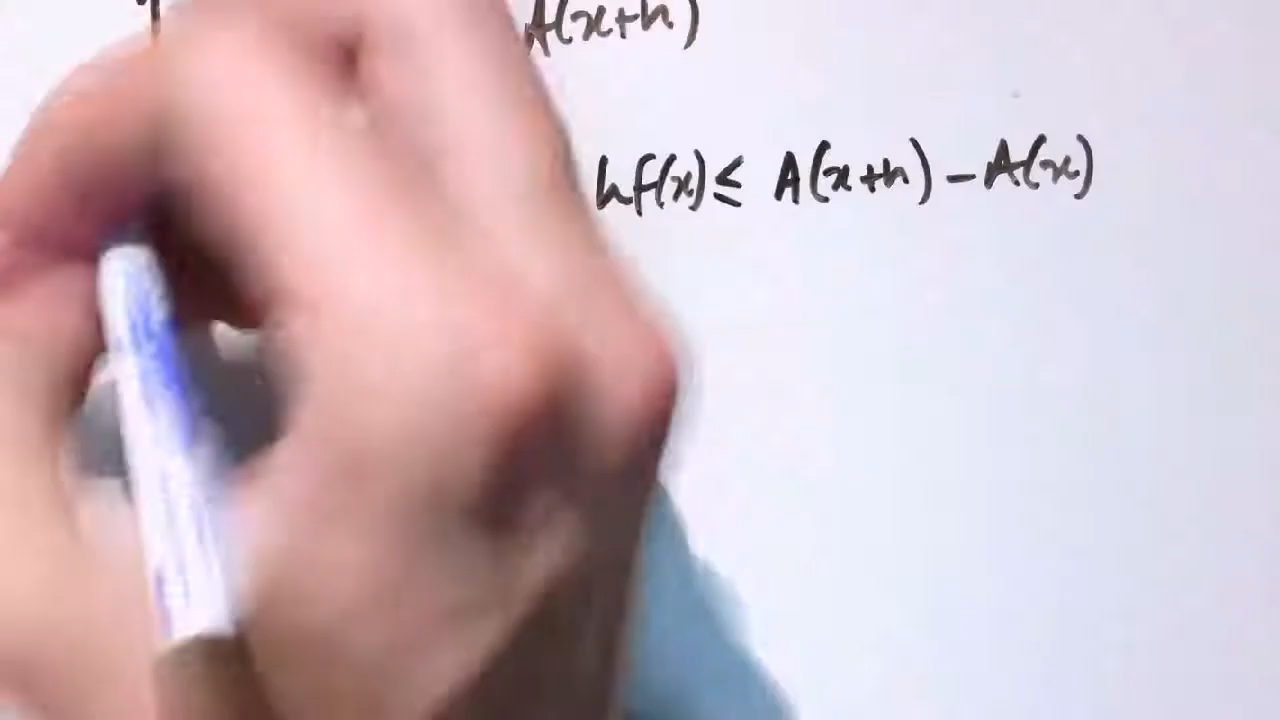 A(x+h)
hf(x) ≤ A(x+h) - A(x)